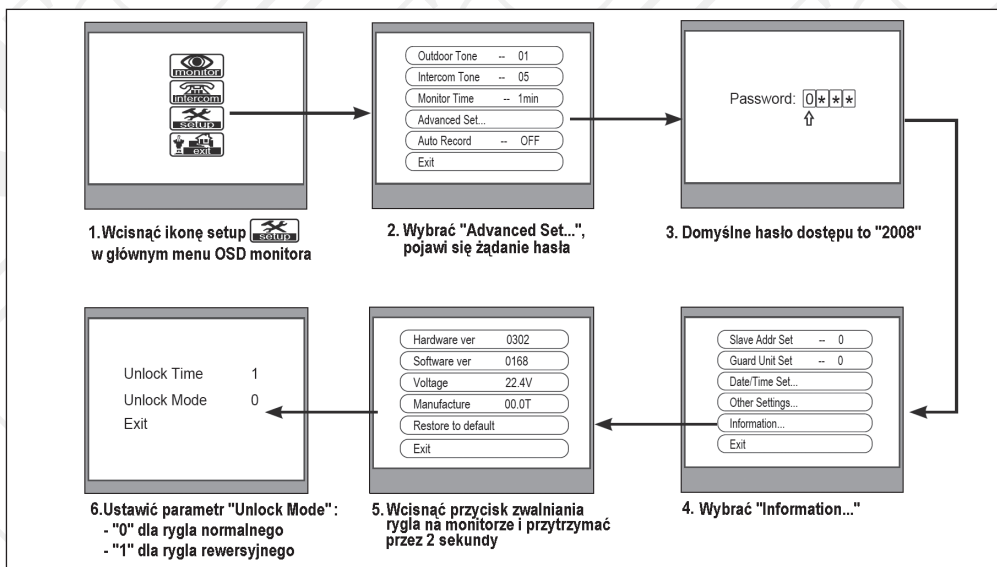 monitor
intercom
setup
exit
1.Wcisnąć ikonę setup setup
w głównym menu OSD monitora
Outdoor Tone -- 01
Intercom Tone -- 05
Monitor Time -- 1min
Advanced Set...
Auto Record -- OFF
Exit
2. Wybrać "Advanced Set...",
pojawi się żądanie hasła
Password: 0***
3. Domyślne hasło dostępu to "2008"
Slave Addr Set -- 0
Guard Unit Set -- 0
Date/Time Set...
Other Settings...
Information...
Exit
4. Wybrać "Information..."
Hardware ver 0302
Software ver 0168
Voltage 22.4V
Manufacture 00.0T
Restore to default
Exit
5. Wcisnąć przycisk zwalniania
rygla na monitorze i przytrzymać
przez 2 sekundy
Unlock Time 1
Unlock Mode 0
Exit
6.Ustawić parametr "Unlock Mode":
- "0" dla rygla normalnego
- "1" dla rygla rewersyjnego